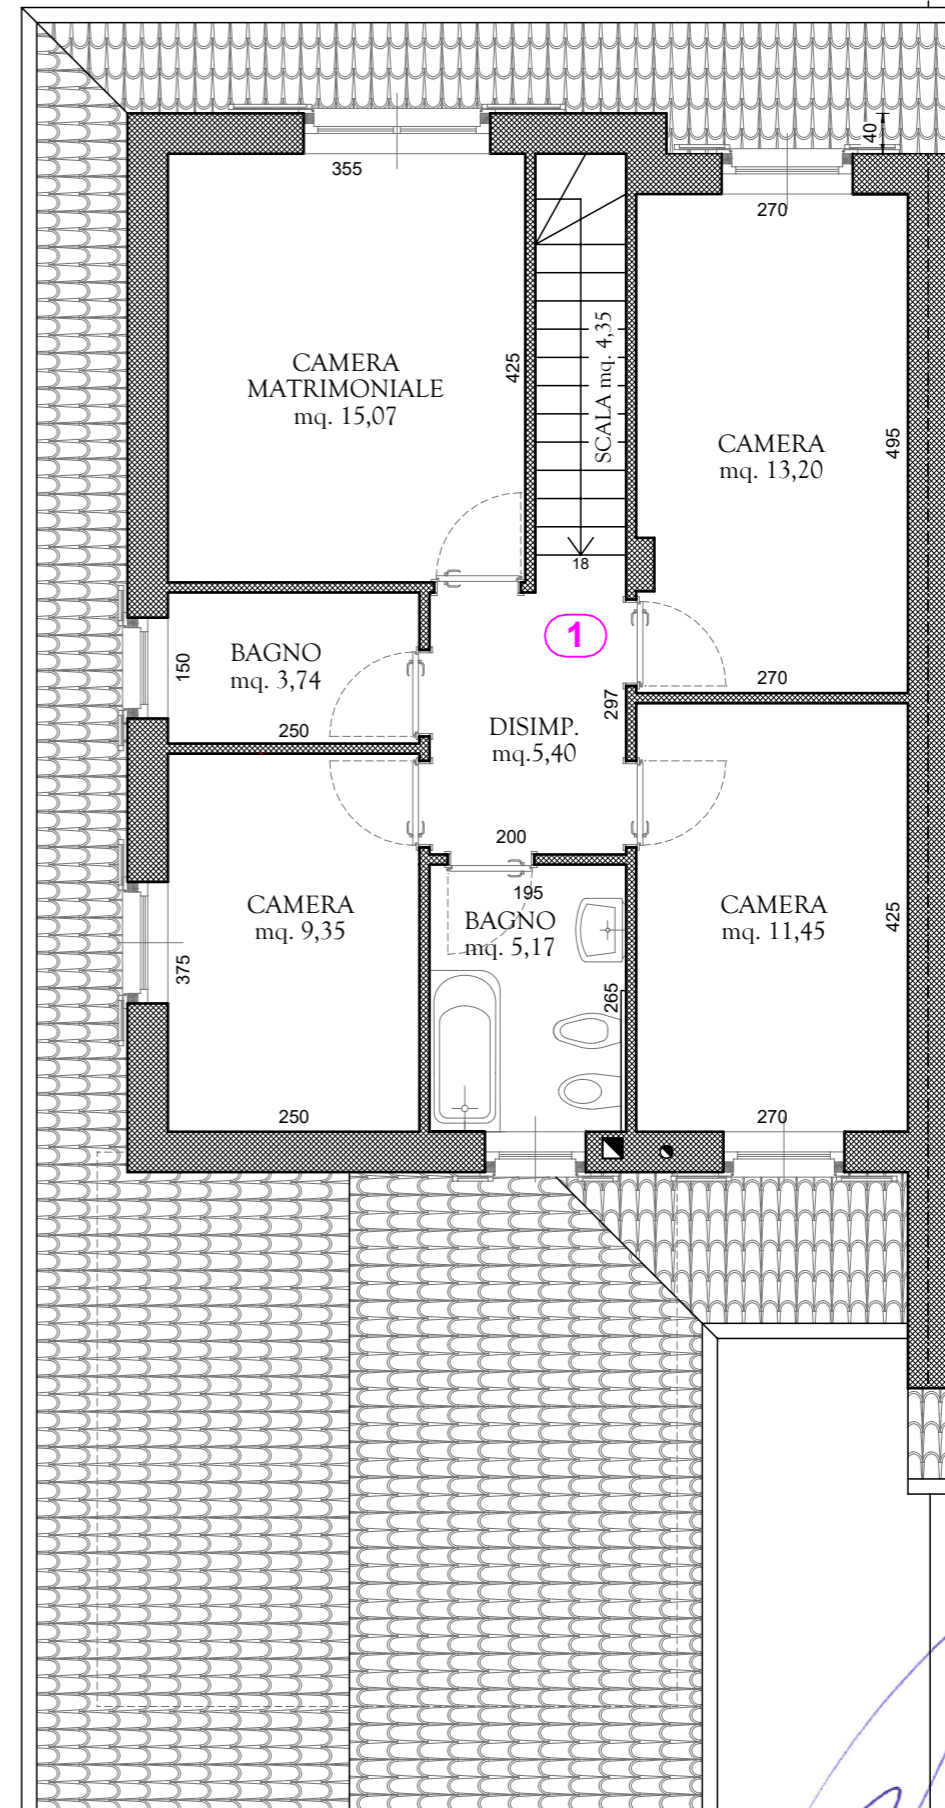 40
355
270
CAMERA
MATRIMONIALE
mq. 15,07
425
SCALA mq. 4,35
CAMERA
mq. 13,20
495
18
1
BAGNO
mq. 3,74
150
250
270
297
DISIMP.
mq.5,40
200
195
BAGNO
mq. 5,17
265
CAMERA
mq. 9,35
375
250
CAMERA
mq. 11,45
425
270